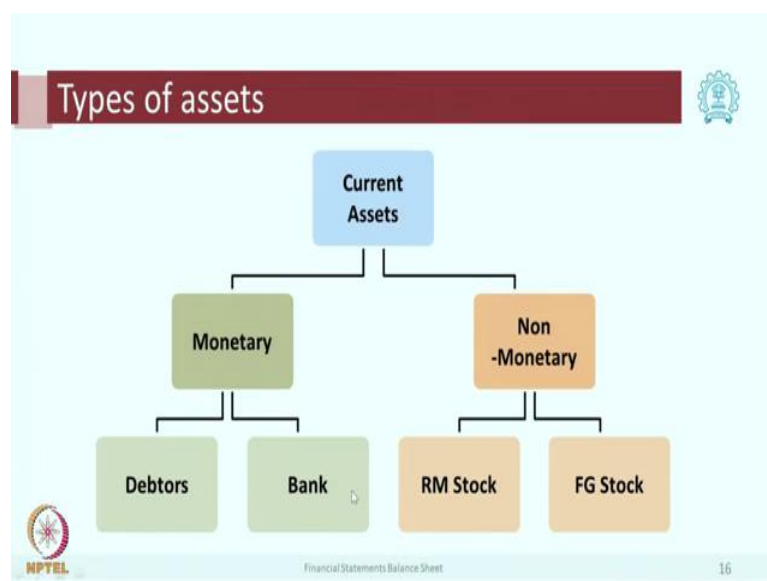 Types of assets
Current
Assets
Monetary
Non
-Monetary
Debtors
Bank
RM Stock
FG Stock
NPTEL
Financial Statements Balance Sheet
16